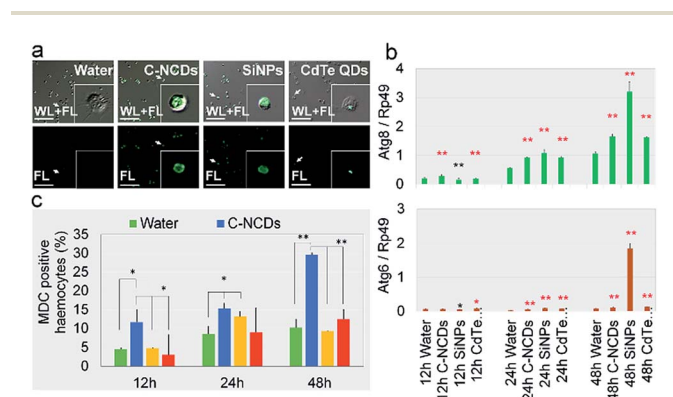 a
Water
C-NCDs
SiNPs
CdTe QDs
WL+FL
WL+FL
WL+FL
WL+FL
FL
FL
FL
FL
b
Atg8 / Rp49
4
3
2
1
0
**
**
**
**
**
**
**
**
**
Atg6 / Rp49
3
2
1
0
*
*
**
**
**
**
**
**
12h Water
12h C-NCDs
12h SiNPs
12h CdTe...
24h Water
24h C-NCDs
24h SiNPs
24h CdTe...
48h Water
48h C-NCDs
48h SiNPs
48h CdTe...
c
Water
C-NCDs
MDC positive
haemocytes (%)
35
30
25
20
15
10
5
0
*
*
*
*
**
**
12h
24h
48h